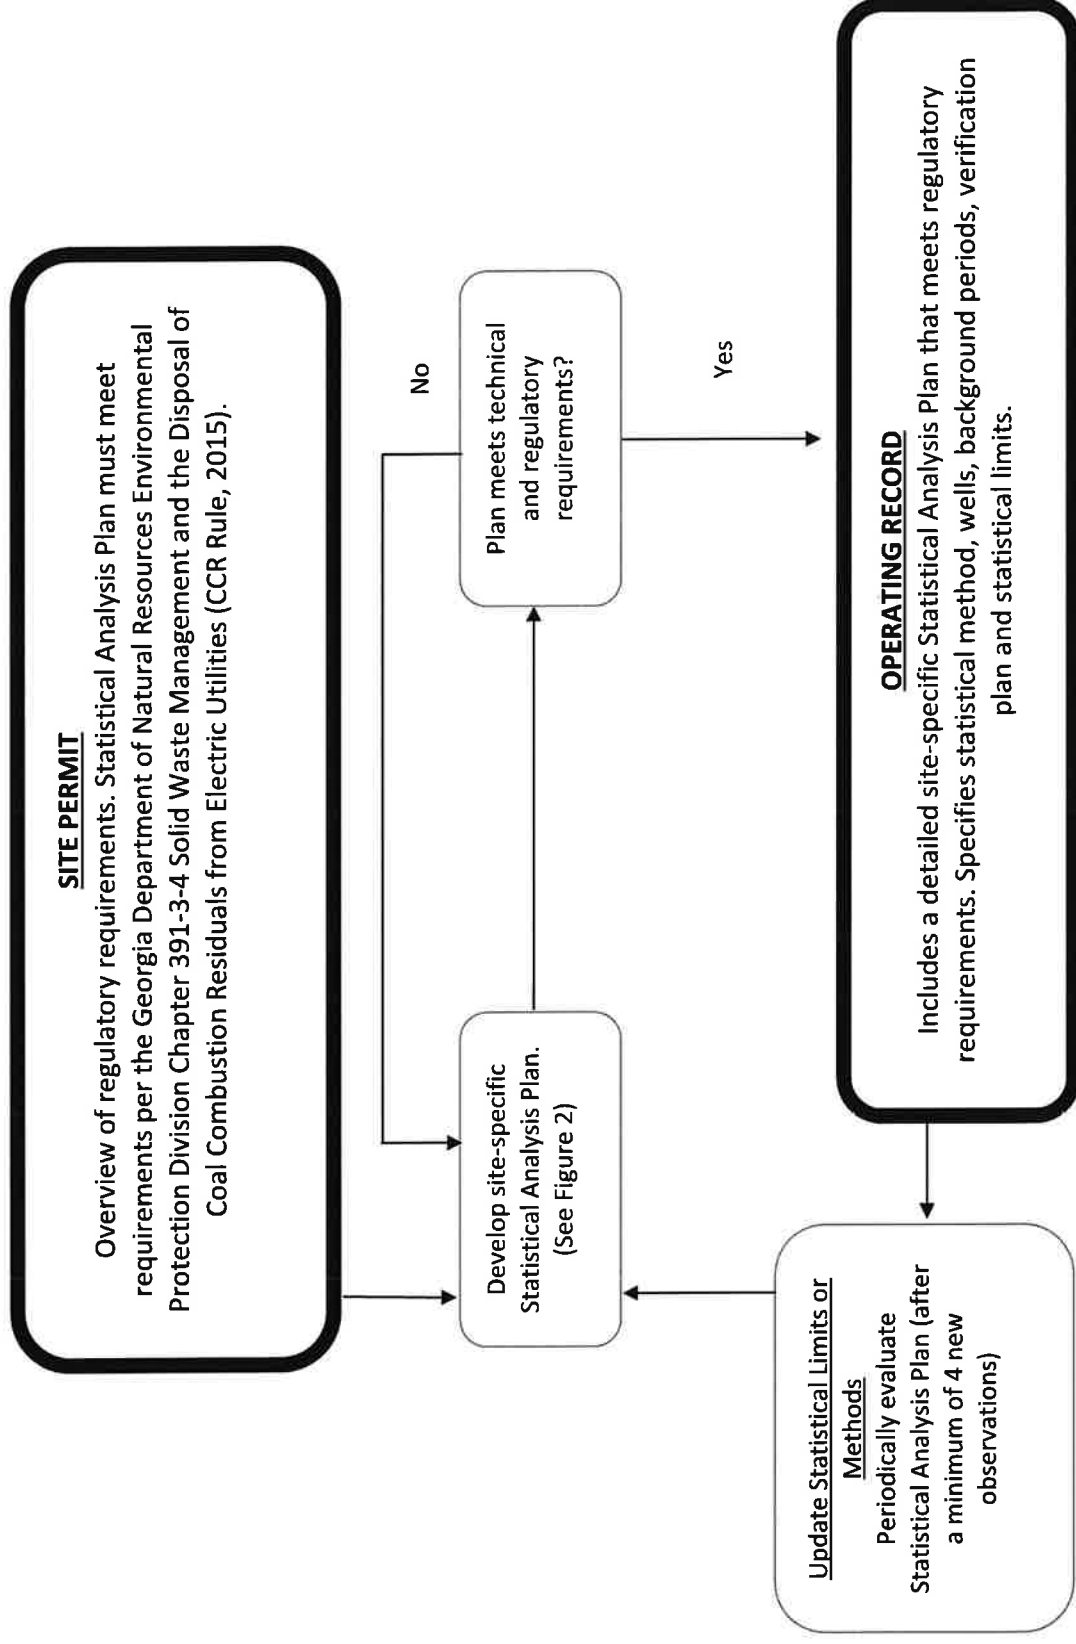 SITE PERMIT
Overview of regulatory requirements. Statistical Analysis Plan must meet
requirements per the Georgia Department of Natural Resources Environmental
Protection Division Chapter 391-3-4 Solid Waste Management and the Disposal of
Coal Combustion Residuals from Electric Utilities (CCR Rule, 2015).
No
Develop site-specific
Statistical Analysis Plan.
(See Figure 2)
Plan meets technical
and regulatory
requirements?
Yes
Update Statistical Limits or
Methods
Periodically evaluate
Statistical Analysis Plan (after
a minimum of 4 new
observations)
OPERATING RECORD
Includes a detailed site-specific Statistical Analysis Plan that meets regulatory
requirements. Specifies statistical method, wells, background periods, verification
plan and statistical limits.